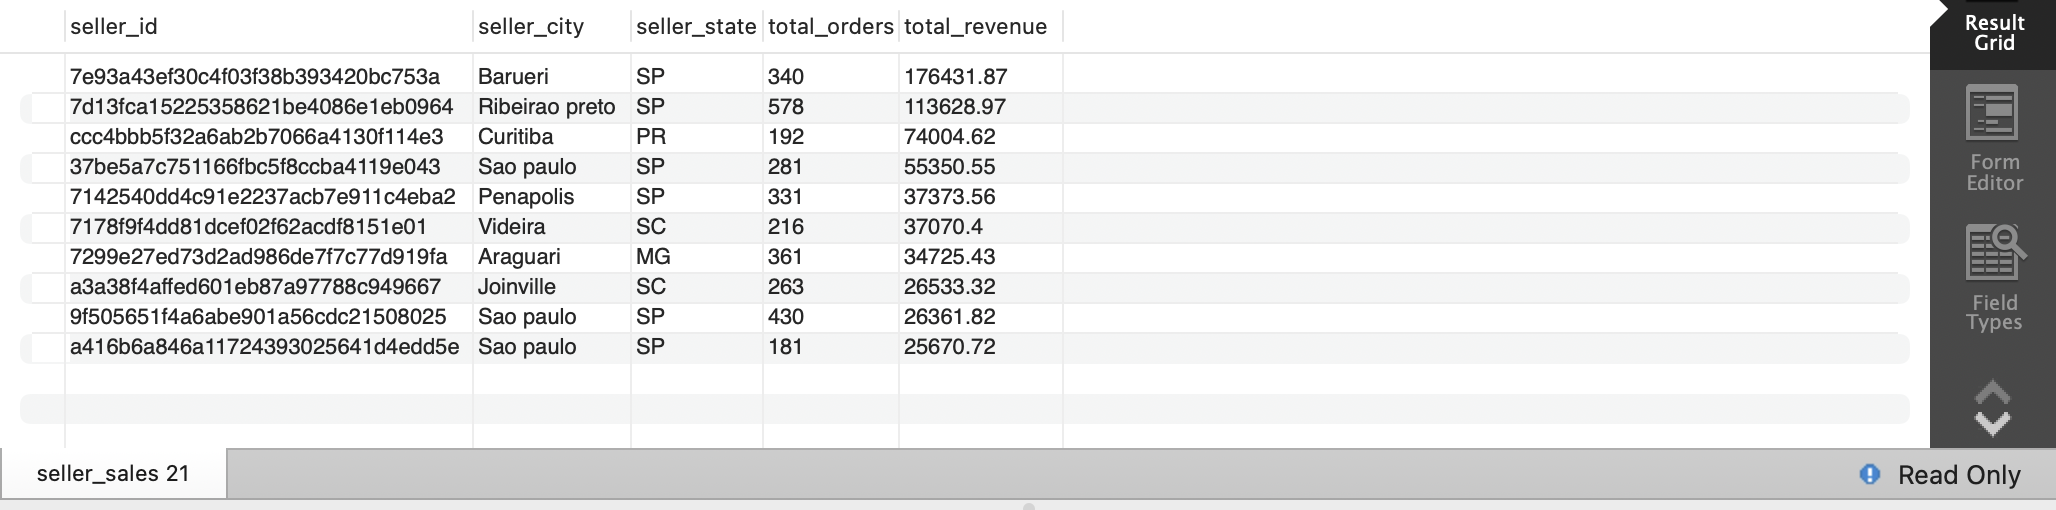 seller_id seller_city seller_state total_orders total_revenue
7e93a43ef30c4f03f38b393420bc753a Barueri SP 340 176431.87
7d13fca15225358621be4086e1eb0964 Ribeirao preto SP 578 113628.97
ccc4bbb5f32a6ab2b7066a4130f114e3 Curitiba PR 192 74004.62
37be5a7c751166fbc5f8ccba4119e043 Sao paulo SP 281 55350.55
7142540dd4c91e2237acb7e911c4eba2 Penapolis SP 331 37373.56
7178f9f4dd81dcef02f62acdf8151e01 Videira SC 216 37070.4
7299e27ed73d2ad986de7f7c77d919fa Araguari MG 361 34725.43
a3a38f4affed601eb87a97788c949667 Joinville SC 263 26533.32
9f505651f4a6abe901a56cdc21508025 Sao paulo SP 430 26361.82
a416b6a846a11724393025641d4edd5e Sao paulo SP 181 25670.72
Result
Grid
Form
Editor
Field
Types
seller_sales 21
Read Only